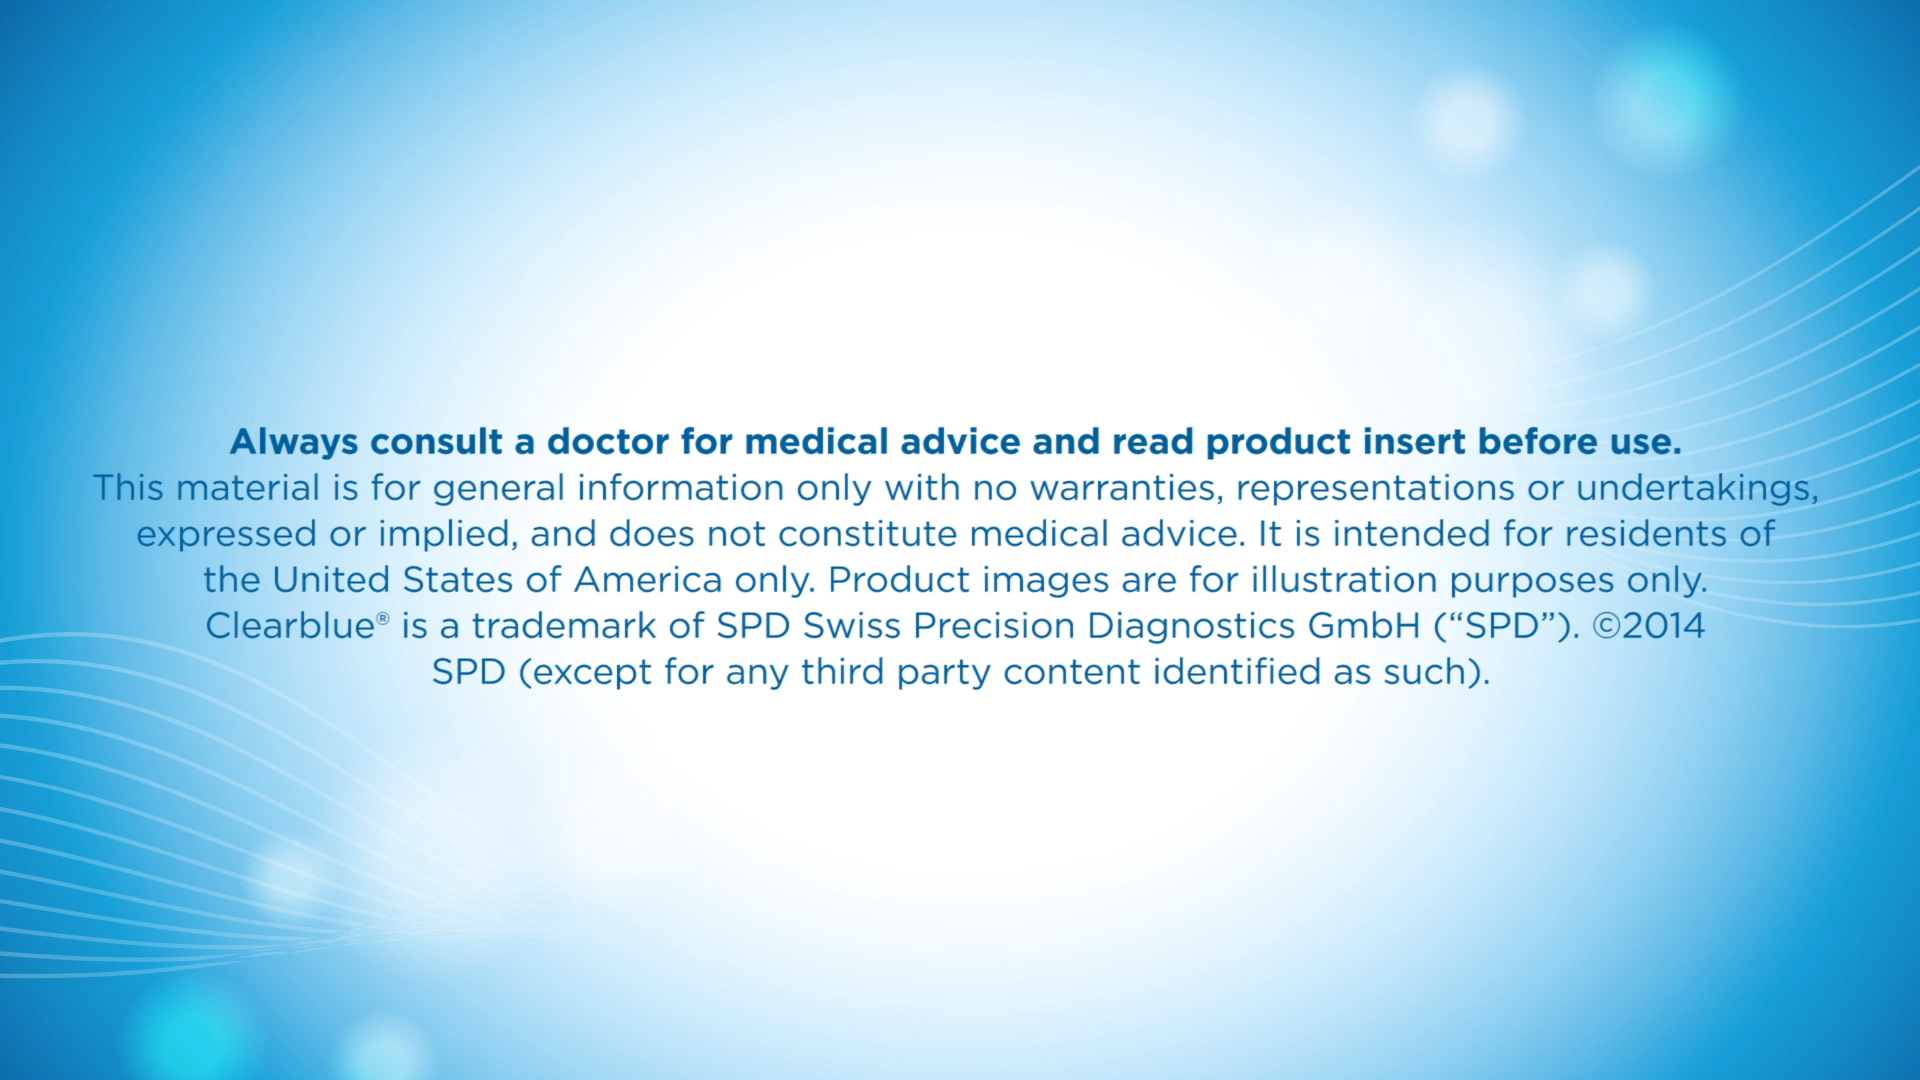 Always consult a doctor for medical advice and read product insert before use.
This material is for general information only with no warranties, representations or undertakings,
expressed or implied, and does not constitute medical advice. It is intended for residents of
the United States of America only. Product images are for illustration purposes only.
Clearblue® is a trademark of SPD Swiss Precision Diagnostics GmbH (“SPD”). ©2014
SPD (except for any third party content identified as such).